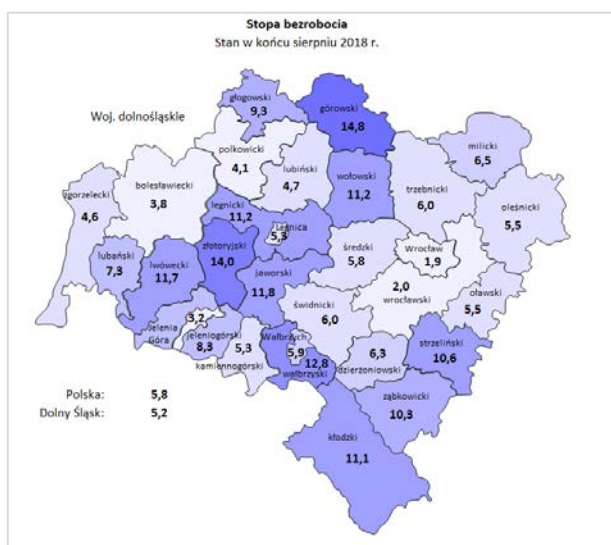 Stopa bezrobocia
Stan w końcu sierpniu 2018 r.
Woj. dolnośląskie
głogowski
9,3
górowski
14,8
polkowicki
4,1
lubiński
4,7
wołowski
11,2
milicki
6,5
trzebnicki
6,0
oleśnicki
5,5
zgorzelecki
4,6
bolesławiecki
3,8
legnicki
11,2
Legnica
5,3
lubański
7,3
lwówecki
11,7
złotoryjski
14,0
jaworski
11,8
średzki
5,8
Wrocław
1,9
2,0
wrocławski
oławski
5,5
świdnicki
6,0
3,2
Jelenia
Góra
jeleniogórski
8,3
5,3
kamiennogórski
Wałbrzych
5,9
12,8
wałbrzyski
6,3
dzierżoniowski
strzeliński
10,6
ząbkowicki
10,3
kłodzki
11,1
Polska: 5,8
Dolny Śląsk: 5,2